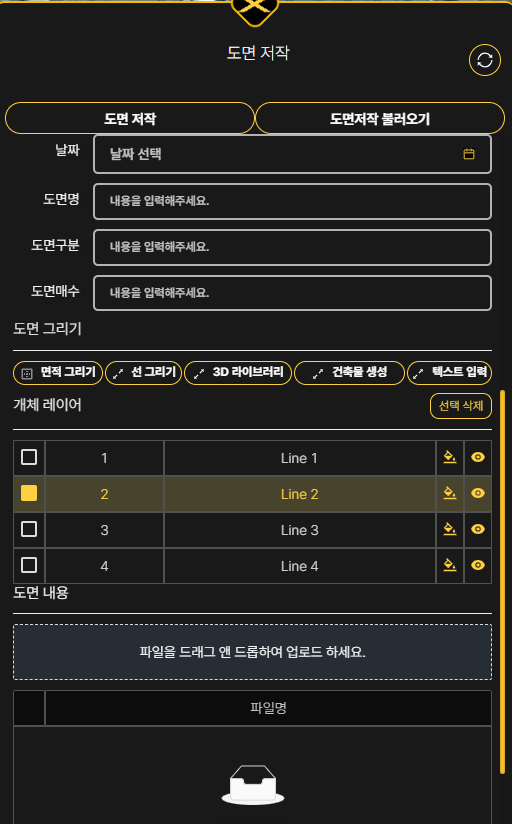 도면 저작
도면 저작 도면저작 불러오기
날짜 날짜 선택
도면명 내용을 입력해주세요.
도면구분 내용을 입력해주세요.
도면매수 내용을 입력해주세요.
도면 그리기
면적 그리기 선 그리기 3D 라이브러리 건축물 생성 텍스트 입력
개체 레이어 선택 삭제
1 Line 1
2 Line 2
3 Line 3
4 Line 4
도면 내용
파일을 드래그 앤 드롭하여 업로드 하세요.
파일명